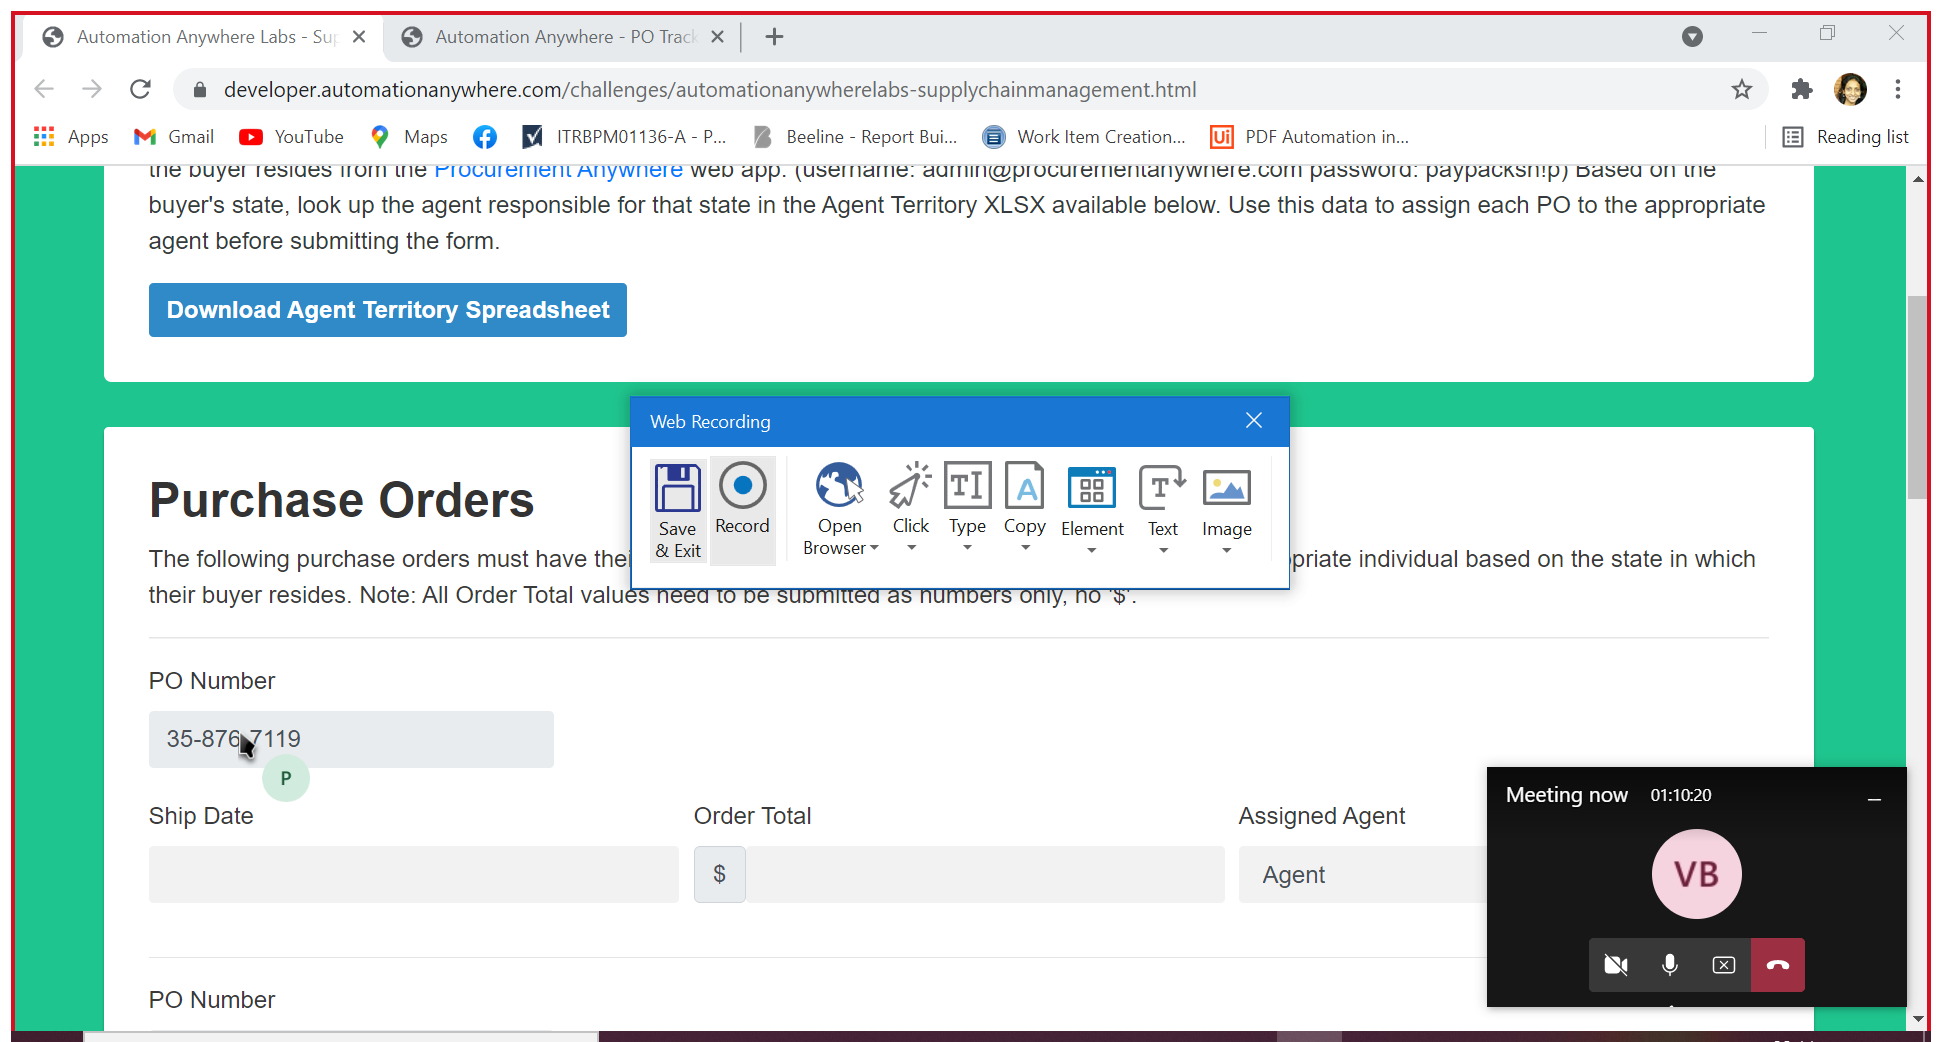 Automation Anywhere Labs - Sup
Automation Anywhere - PO Track
developer.automationanywhere.com/challenges/automationanywherelabs-supplychainmanagement.html
Apps Gmail YouTube Maps ITRBPM01136-A - P... Beeline - Report Bui... Work Item Creation... Ui PDF Automation in... Reading list
the buyer resides from the Procurement Anywhere web app. (username: admin@procurementanywhere.com password: paypacksh!p) Based on the
buyer's state, look up the agent responsible for that state in the Agent Territory XLSX available below. Use this data to assign each PO to the appropriate
agent before submitting the form.
Download Agent Territory Spreadsheet
Web Recording
Save & Exit
Record
Open Browser
Click
Type
Copy
Element
Text
Image
Purchase Orders
The following purchase orders must have thei priate individual based on the state in which
their buyer resides. Note: All Order Total values need to be submitted as numbers only, no '$'.
PO Number
35-876-7119
P
Ship Date Order Total Assigned Agent
$ Agent
PO Number
Meeting now 01:10:20
VB